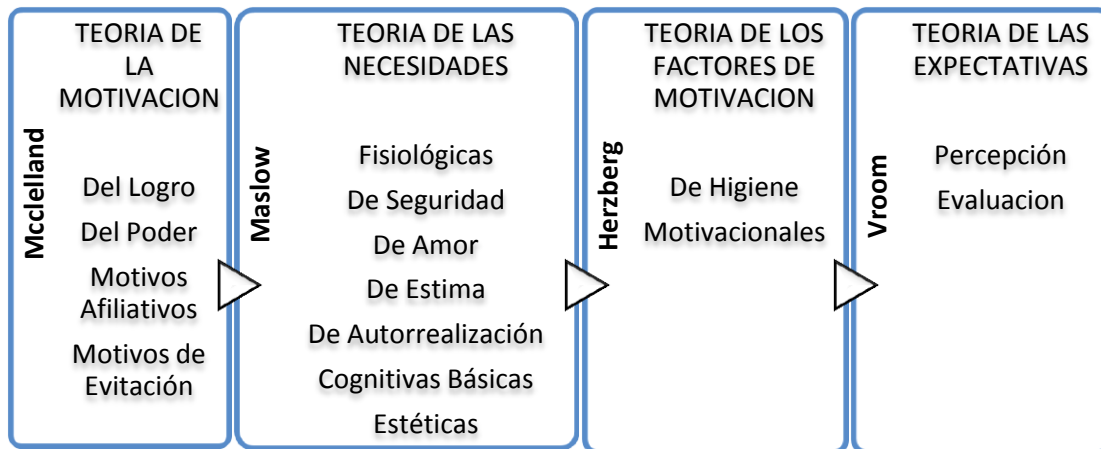 Mcclelland
TEORIA DE
LA
MOTIVACION
Del Logro
Del Poder
Motivos
Afiliativos
Motivos de
Evitación
Maslow
TEORIA DE LAS
NECESIDADES
Fisiológicas
De Seguridad
De Amor
De Estima
De Autorrealización
Cognitivas Básicas
Estéticas
Herzberg
TEORIA DE LOS
FACTORES DE
MOTIVACION
De Higiene
Motivacionales
Vroom
TEORIA DE LAS
EXPECTATIVAS
Percepción
Evaluacion